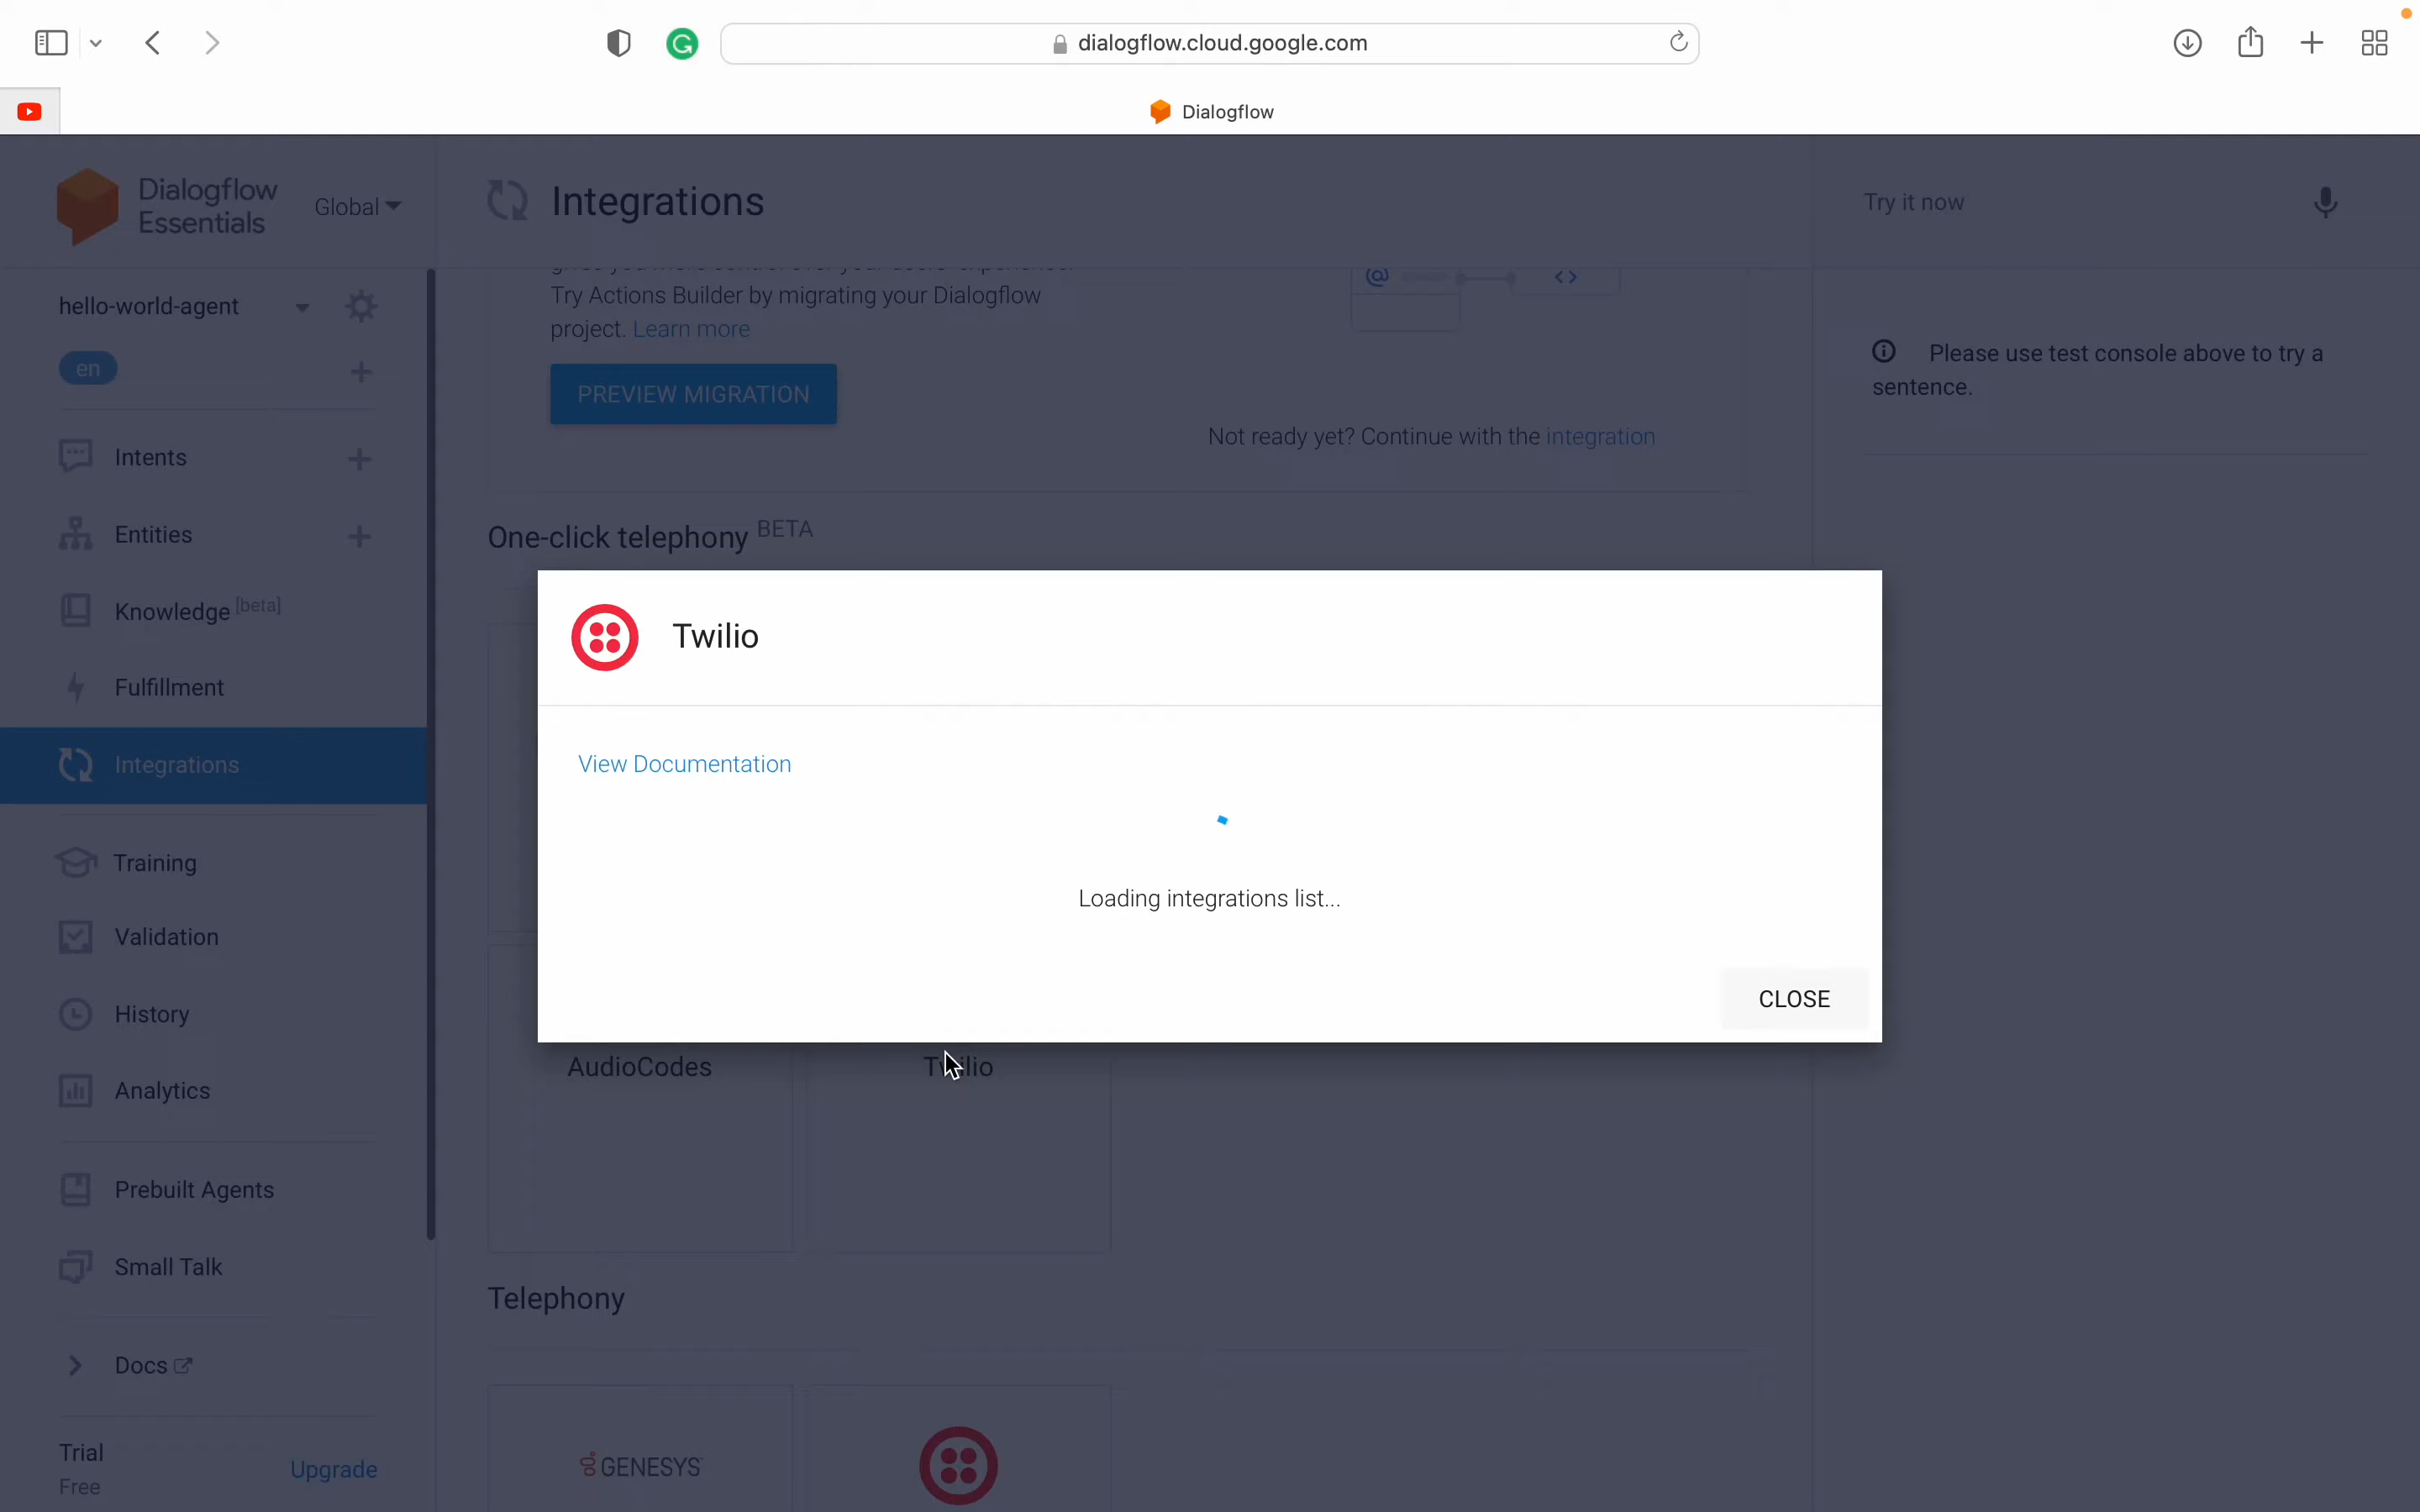 dialogflow.cloud.google.com
Dialogflow
Dialogflow
Essentials
Global
Integrations
Try it now
hello-world-agent
en
Try Actions Builder by migrating your Dialogflow
project. Learn more
PREVIEW MIGRATION
Not ready yet? Continue with the integration
Please use test console above to try a
sentence.
Intents
Entities
Knowledge [beta]
Fulfillment
Integrations
Training
Validation
History
Analytics
Prebuilt Agents
Small Talk
Docs
Trial
Free
Upgrade
One-click telephony BETA
Twilio
View Documentation
Loading integrations list...
CLOSE
AudioCodes
Twilio
Telephony
GENESYS